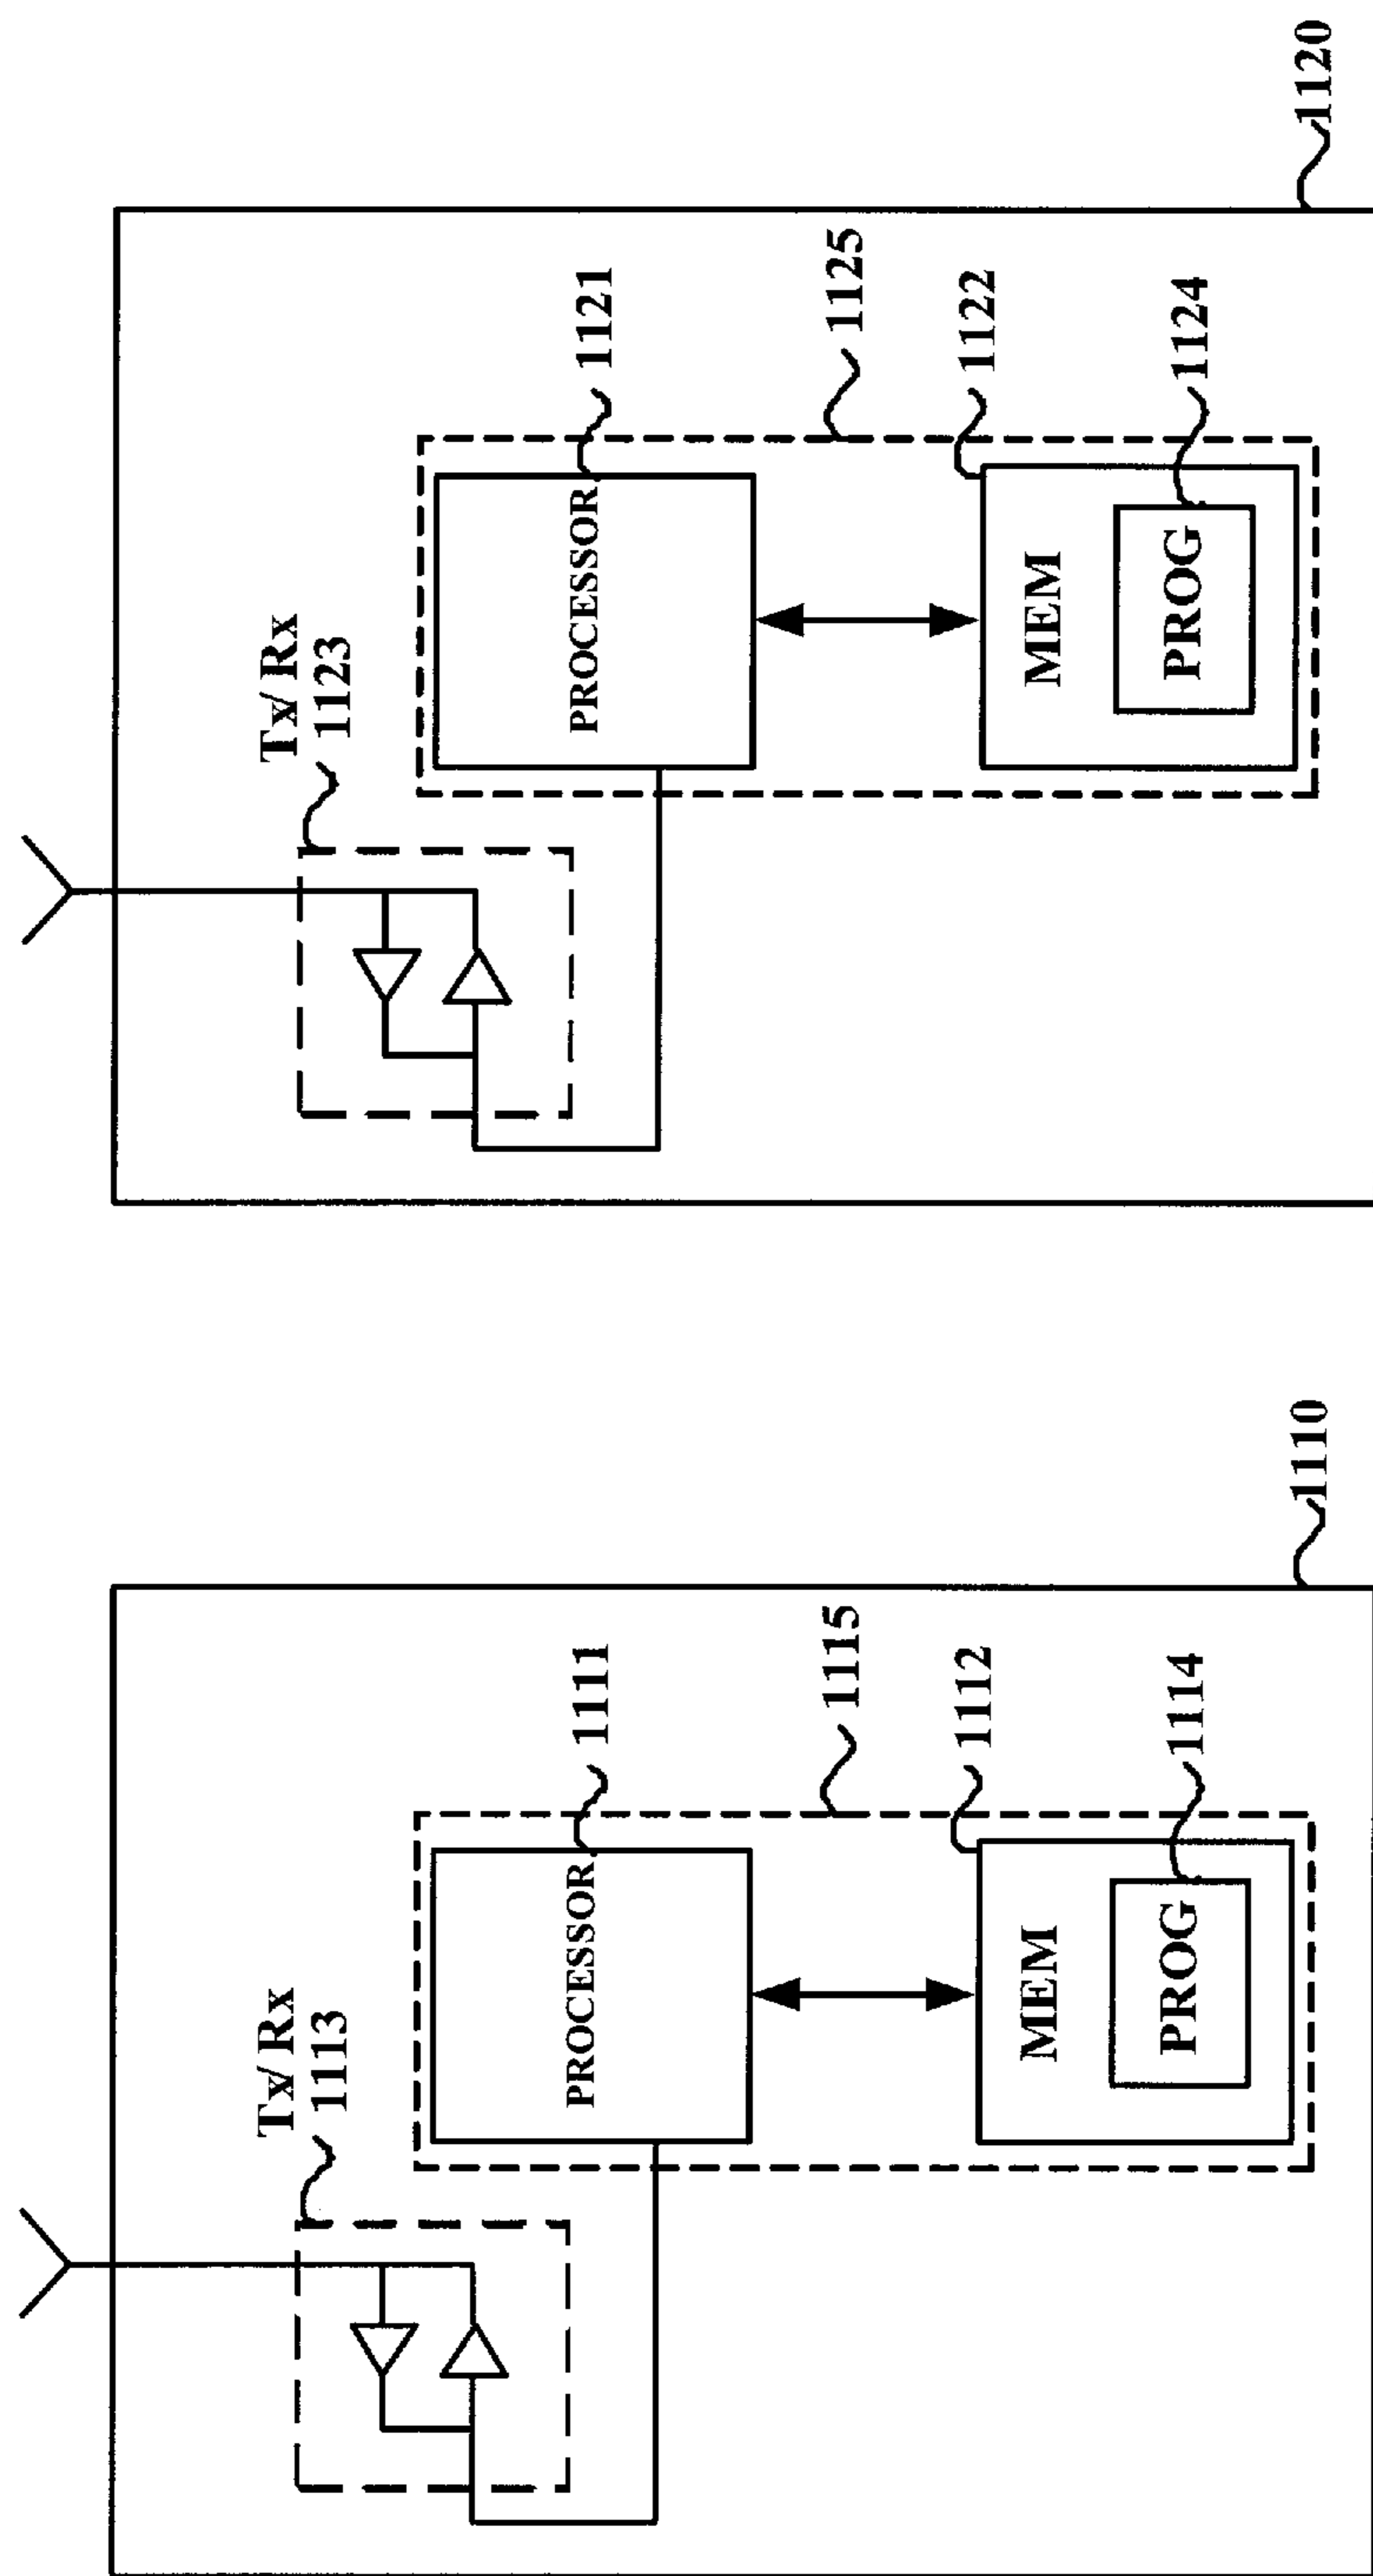 Tx/ Rx
1113
PROCESSOR
1111
1115
MEM
1112
PROG
1114
1110
Tx/ Rx
1123
PROCESSOR
1121
1125
MEM
1122
PROG
1124
1120